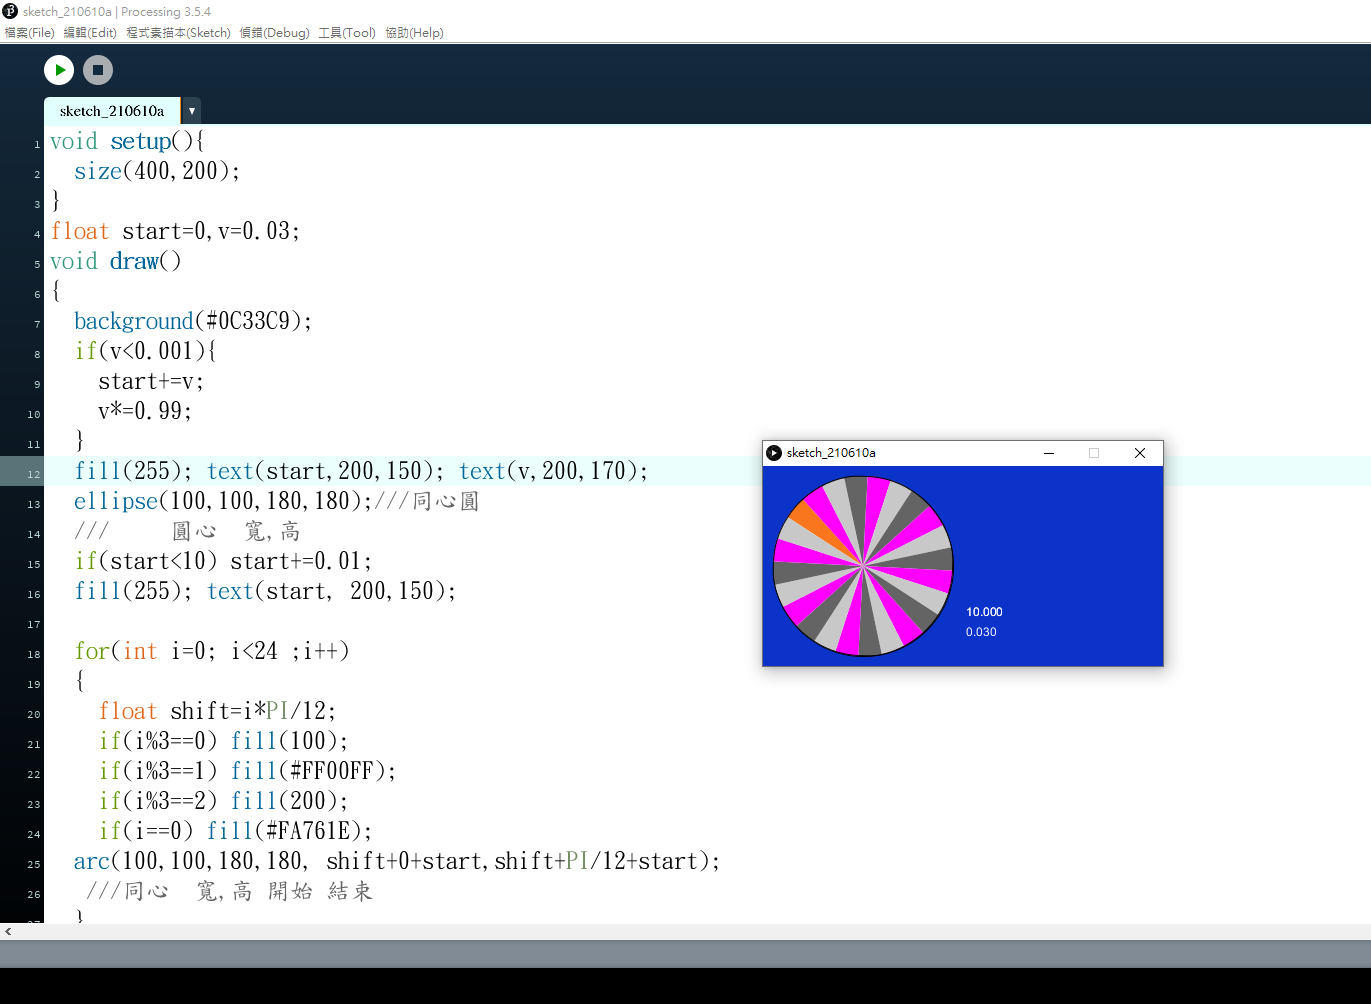 sketch_210610a | Processing 3.5.4
檔案(File) 編輯(Edit) 程式素描本(Sketch) 偵錯(Debug) 工具(Tool) 協助(Help)
sketch_210610a
1 void setup(){
2 size(400,200);
3 }
4 float start=0,v=0.03;
5 void draw()
6 {
7 background(#0C33C9);
8 if(v<0.001){
9 start+=v;
10 v*=0.99;
11 }
12 fill(255); text(start,200,150); text(v,200,170);
13 ellipse(100,100,180,180);///同心圓
14 /// 圓心 寬,高
15 if(start<10) start+=0.01;
16 fill(255); text(start, 200,150);
17
18 for(int i=0; i<24 ;i++)
19 {
20 float shift=i*PI/12;
21 if(i%3==0) fill(100);
22 if(i%3==1) fill(#FF00FF);
23 if(i%3==2) fill(200);
24 if(i==0) fill(#FA761E);
25 arc(100,100,180,180, shift+0+start,shift+PI/12+start);
26 ///同心 寬,高 開始 結束
27 }
sketch_210610a
10.000
0.030